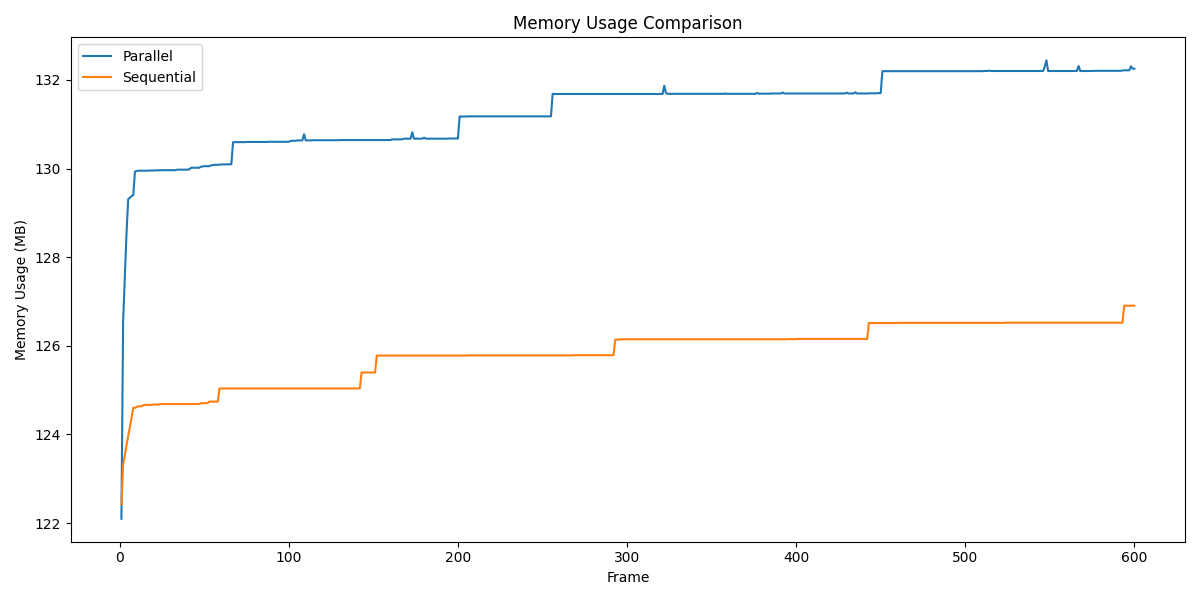 Memory Usage Comparison
Parallel
Sequential
Memory Usage (MB)
132
130
128
126
124
122
0 100 200 300 400 500 600
Frame